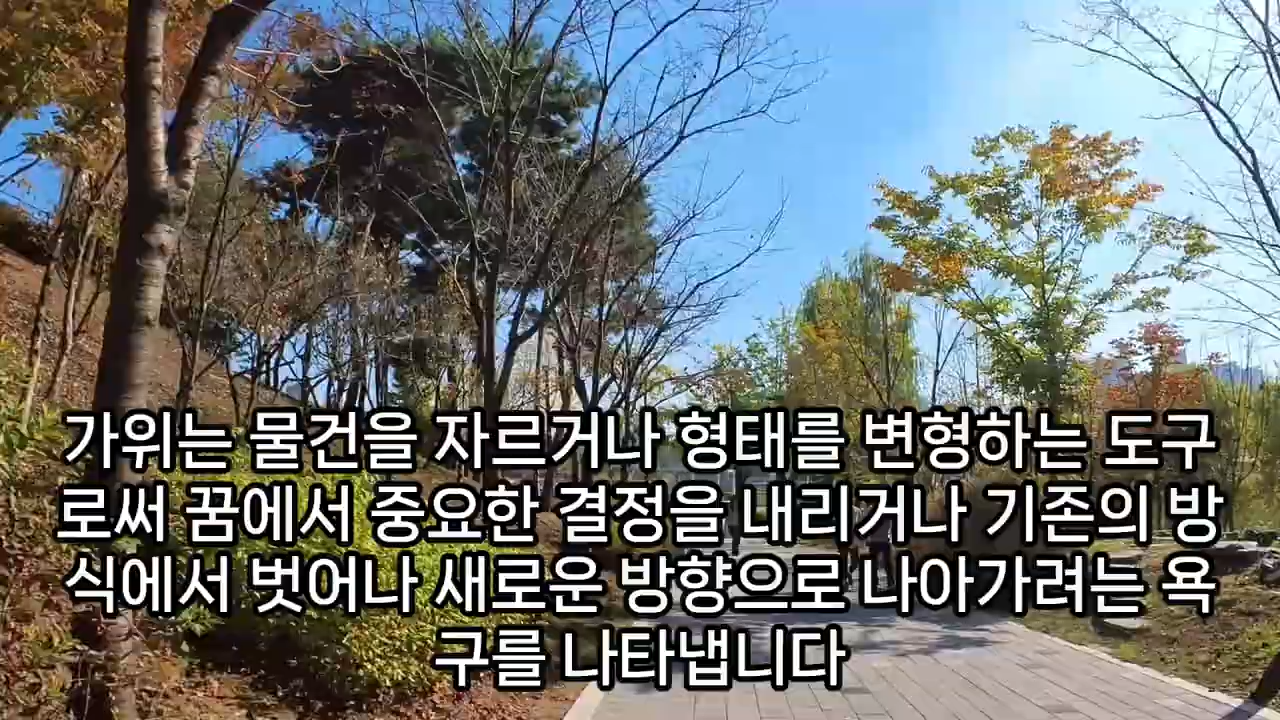 가위는 물건을 자르거나 형태를 변형하는 도구
로써 꿈에서 중요한 결정을 내리거나 기존의 방
식에서 벗어나 새로운 방향으로 나아가려는 욕
구를 나타냅니다